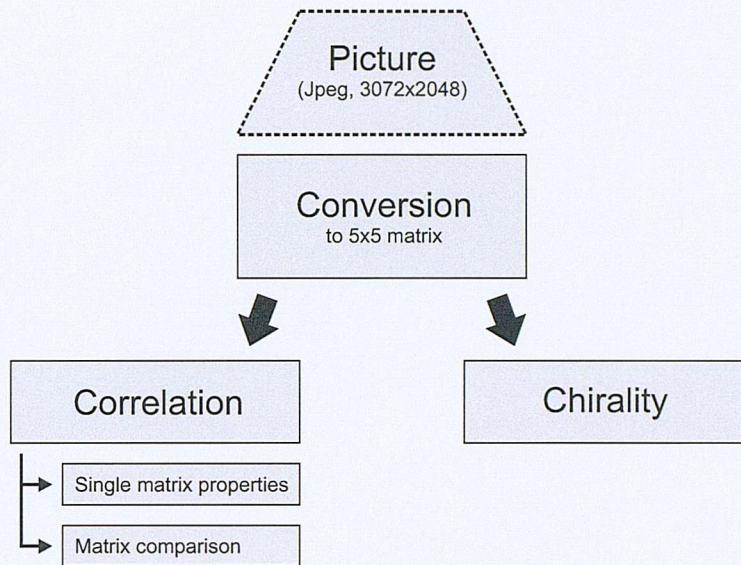 Picture
(Jpeg, 3072x2048)
Conversion
to 5x5 matrix
Correlation
Chirality
Single matrix properties
Matrix comparison